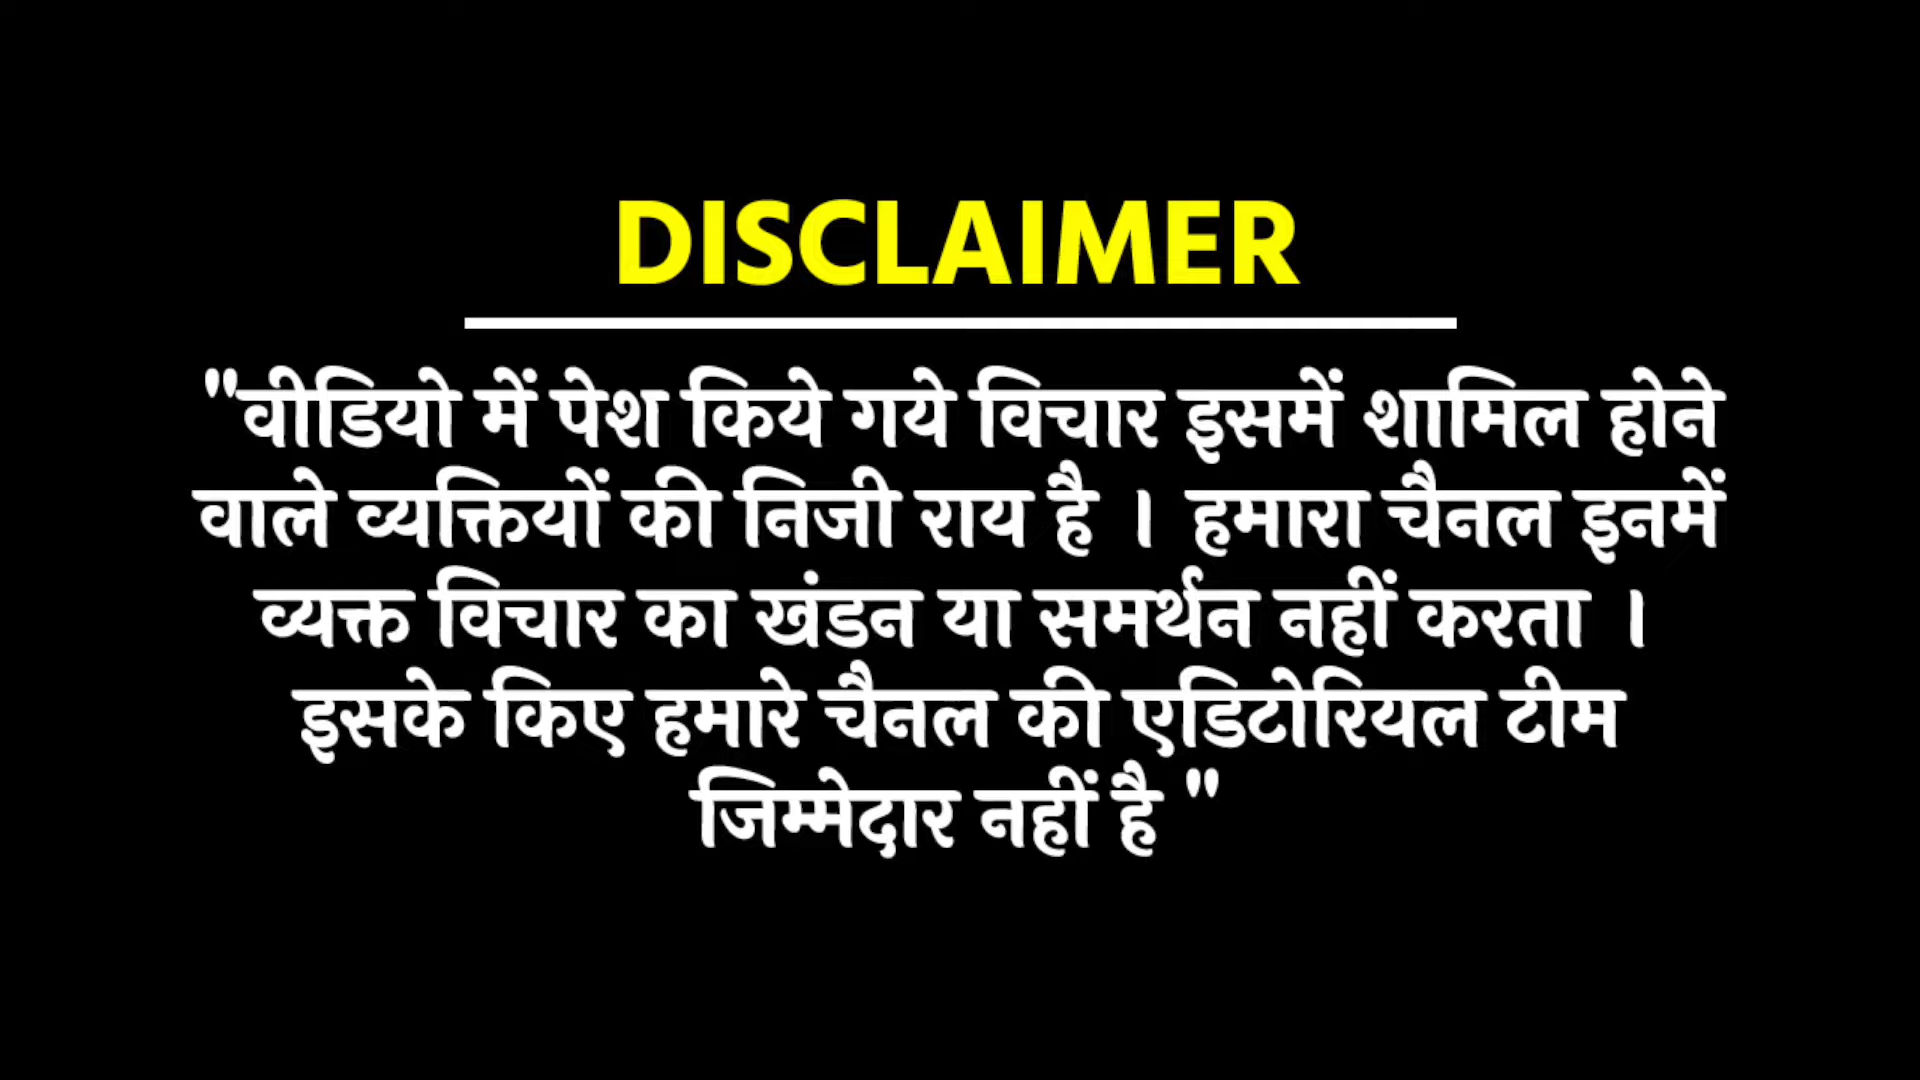 DISCLAIMER
"वीडियो में पेश किये गये विचार इसमें शामिल होने
वाले व्यक्तियों की निजी राय है । हमारा चैनल इनमें
व्यक्त विचार का खंडन या समर्थन नहीं करता ।
इसके किए हमारे चैनल की एडिटोरियल टीम
जिम्मेदार नहीं है "